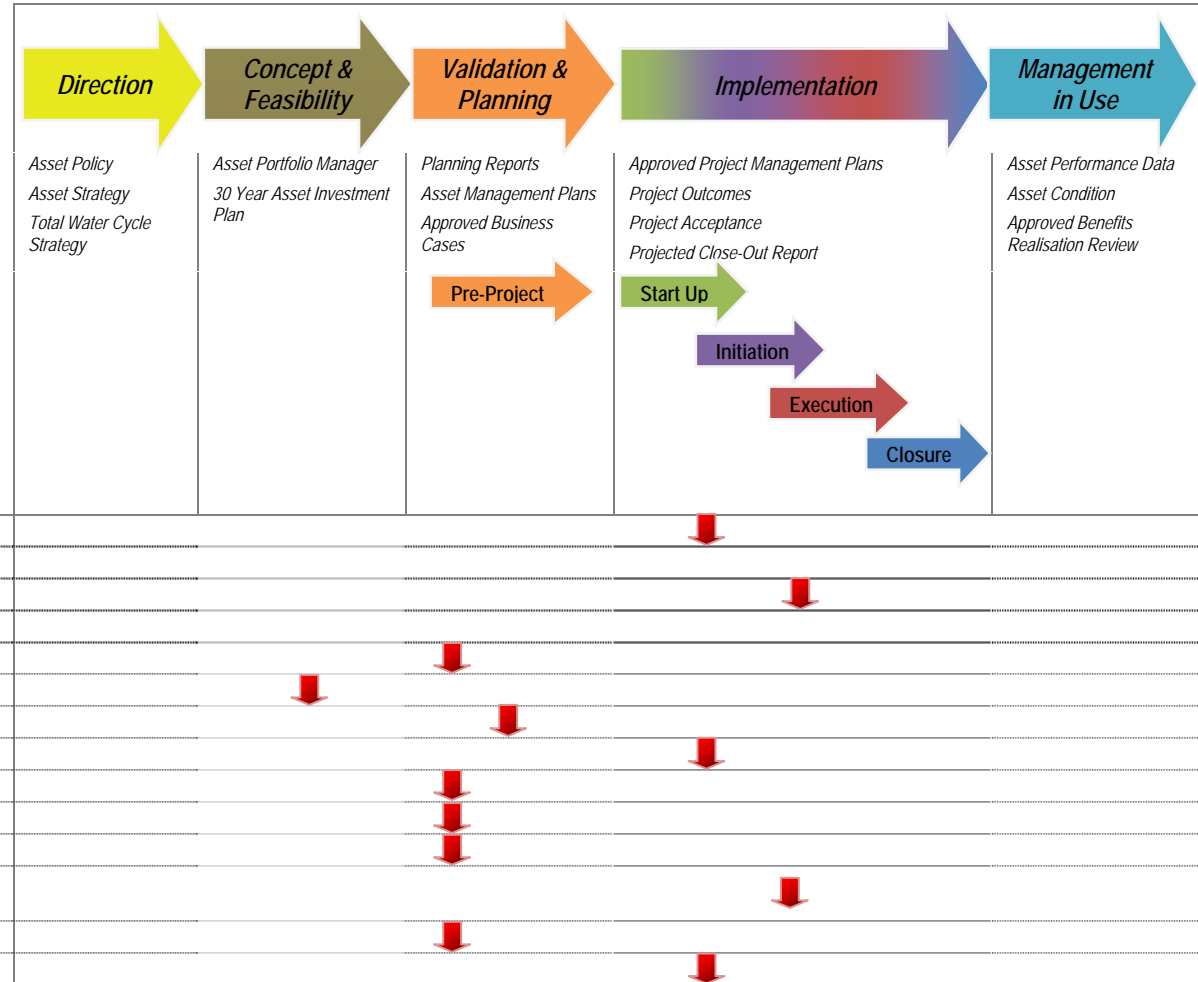 Direction
Concept &
Feasibility
Validation &
Planning
Implementation
Management
in Use
Asset Policy
Asset Strategy
Total Water Cycle
Strategy
Asset Portfolio Manager
30 Year Asset Investment
Plan
Planning Reports
Asset Management Plans
Approved Business
Cases
Approved Project Management Plans
Project Outcomes
Project Acceptance
Projected Close-Out Report
Asset Performance Data
Asset Condition
Approved Benefits
Realisation Review
Pre-Project
Start Up
Initiation
Execution
Closure